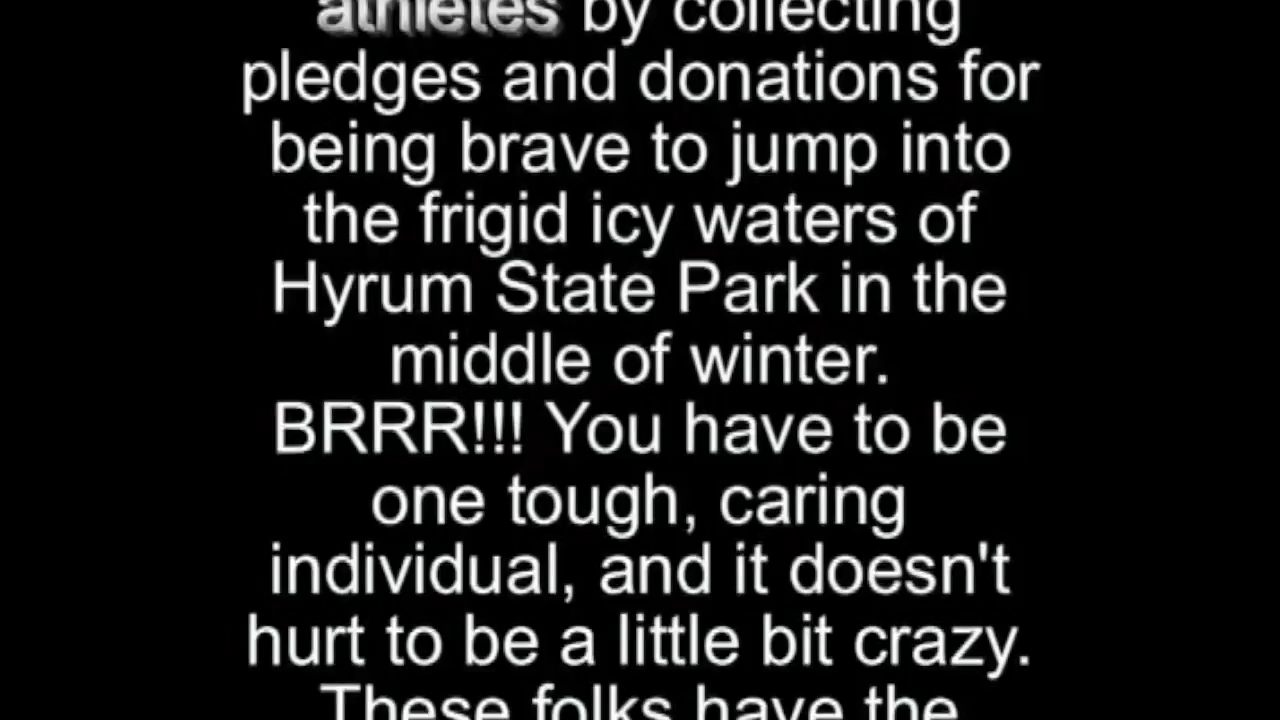 athletes by collecting
pledges and donations for
being brave to jump into
the frigid icy waters of
Hyrum State Park in the
middle of winter.
BRRR!!! You have to be
one tough, caring
individual, and it doesn't
hurt to be a little bit crazy.
These folks have the